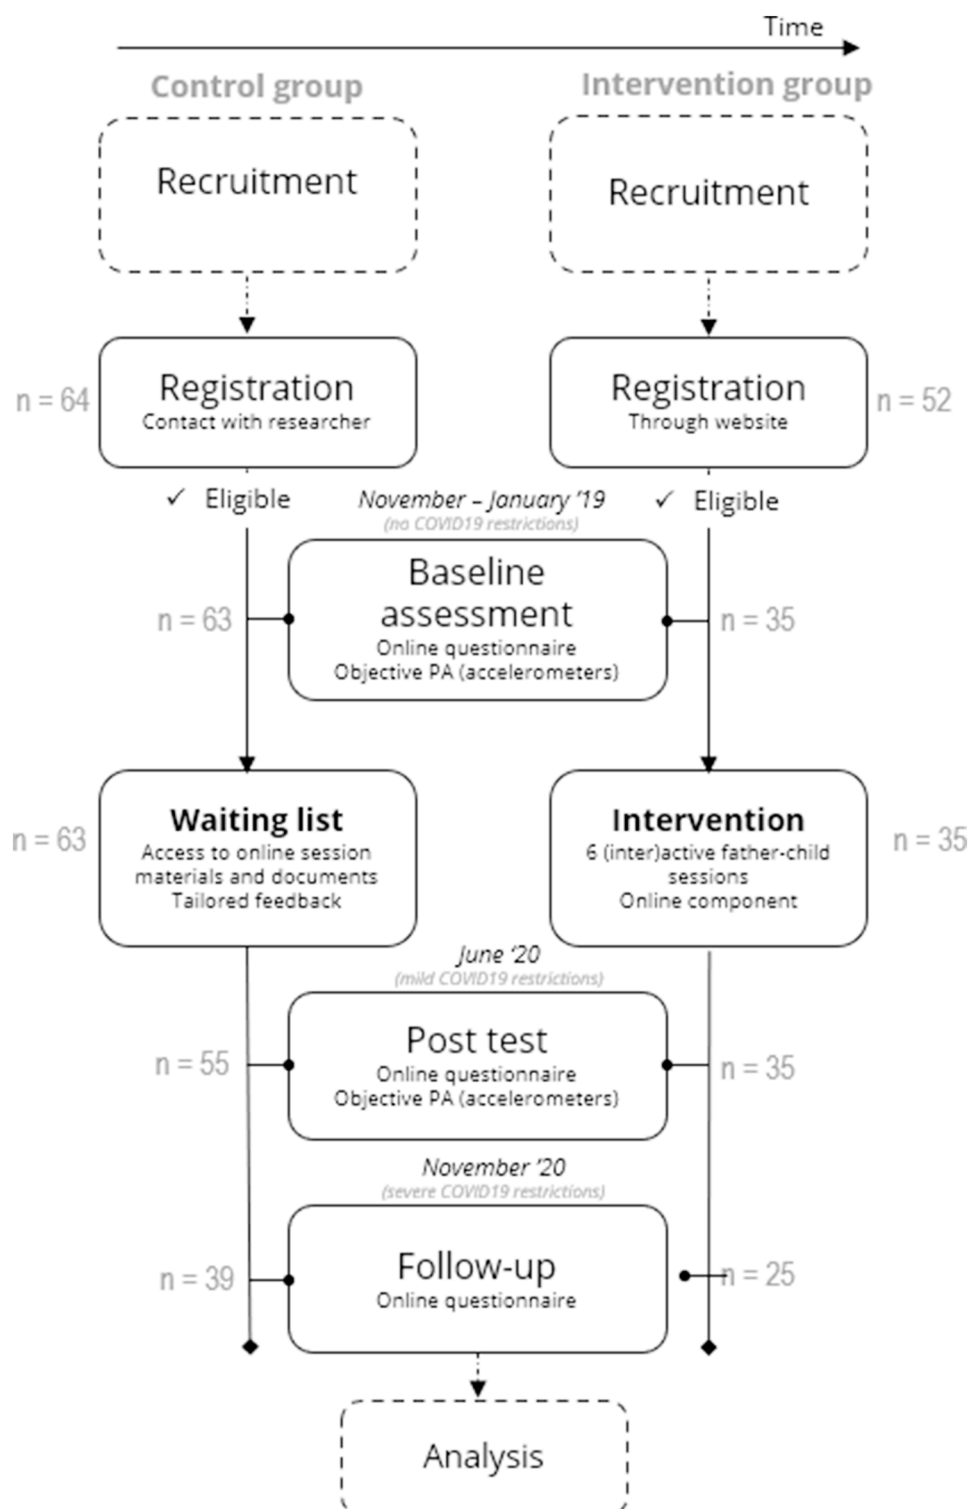 Time
Control group
Intervention group
Recruitment
Recruitment
Registration
Contact with researcher
n = 64
Registration
Through website
n = 52
✓ Eligible
November – January ’19
(no COVID19 restrictions)
✓ Eligible
Baseline
assessment
Online questionnaire
Objective PA (accelerometers)
n = 63
n = 35
Waiting list
Access to online session
materials and documents
Tailored feedback
n = 63
Intervention
6 (inter)active father-child
sessions
Online component
n = 35
June ‘20
(mild COVID19 restrictions)
Post test
Online questionnaire
Objective PA (accelerometers)
n = 55
n = 35
November ‘20
(severe COVID19 restrictions)
Follow-up
Online questionnaire
n = 39
n = 25
Analysis